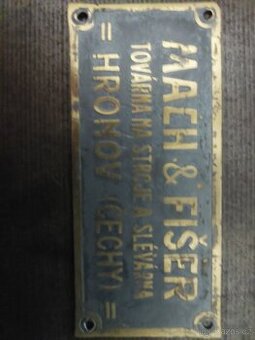 MACH & FIŠER
TOVÁRNA NA STROJE A SLÉVÁRNA
= HRONOV (ČECHY) =